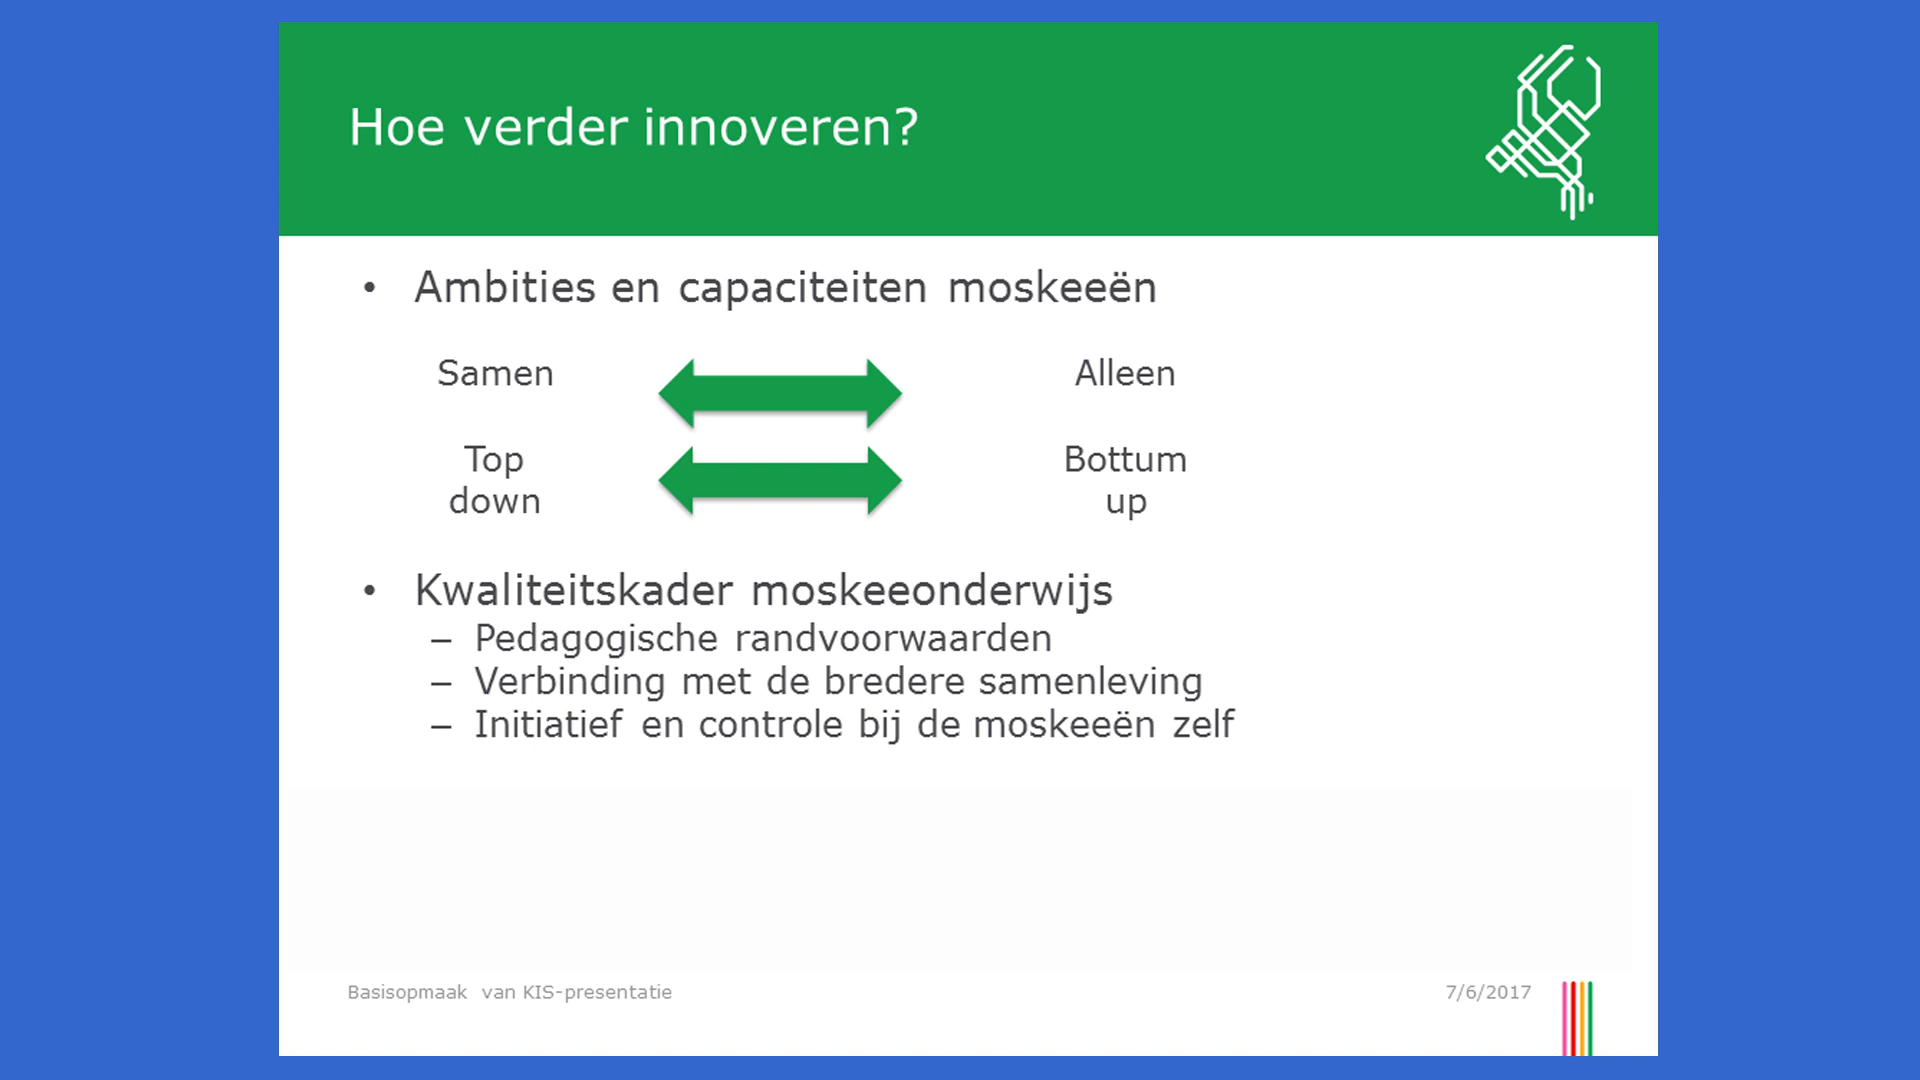 Hoe verder innoveren?
• Ambities en capaciteiten moskeeën
Samen Alleen
Top down Bottum up
• Kwaliteitskader moskeeonderwijs
– Pedagogische randvoorwaarden
– Verbinding met de bredere samenleving
– Initiatief en controle bij de moskeeën zelf
Basisopmaak van KIS-presentatie 7/6/2017